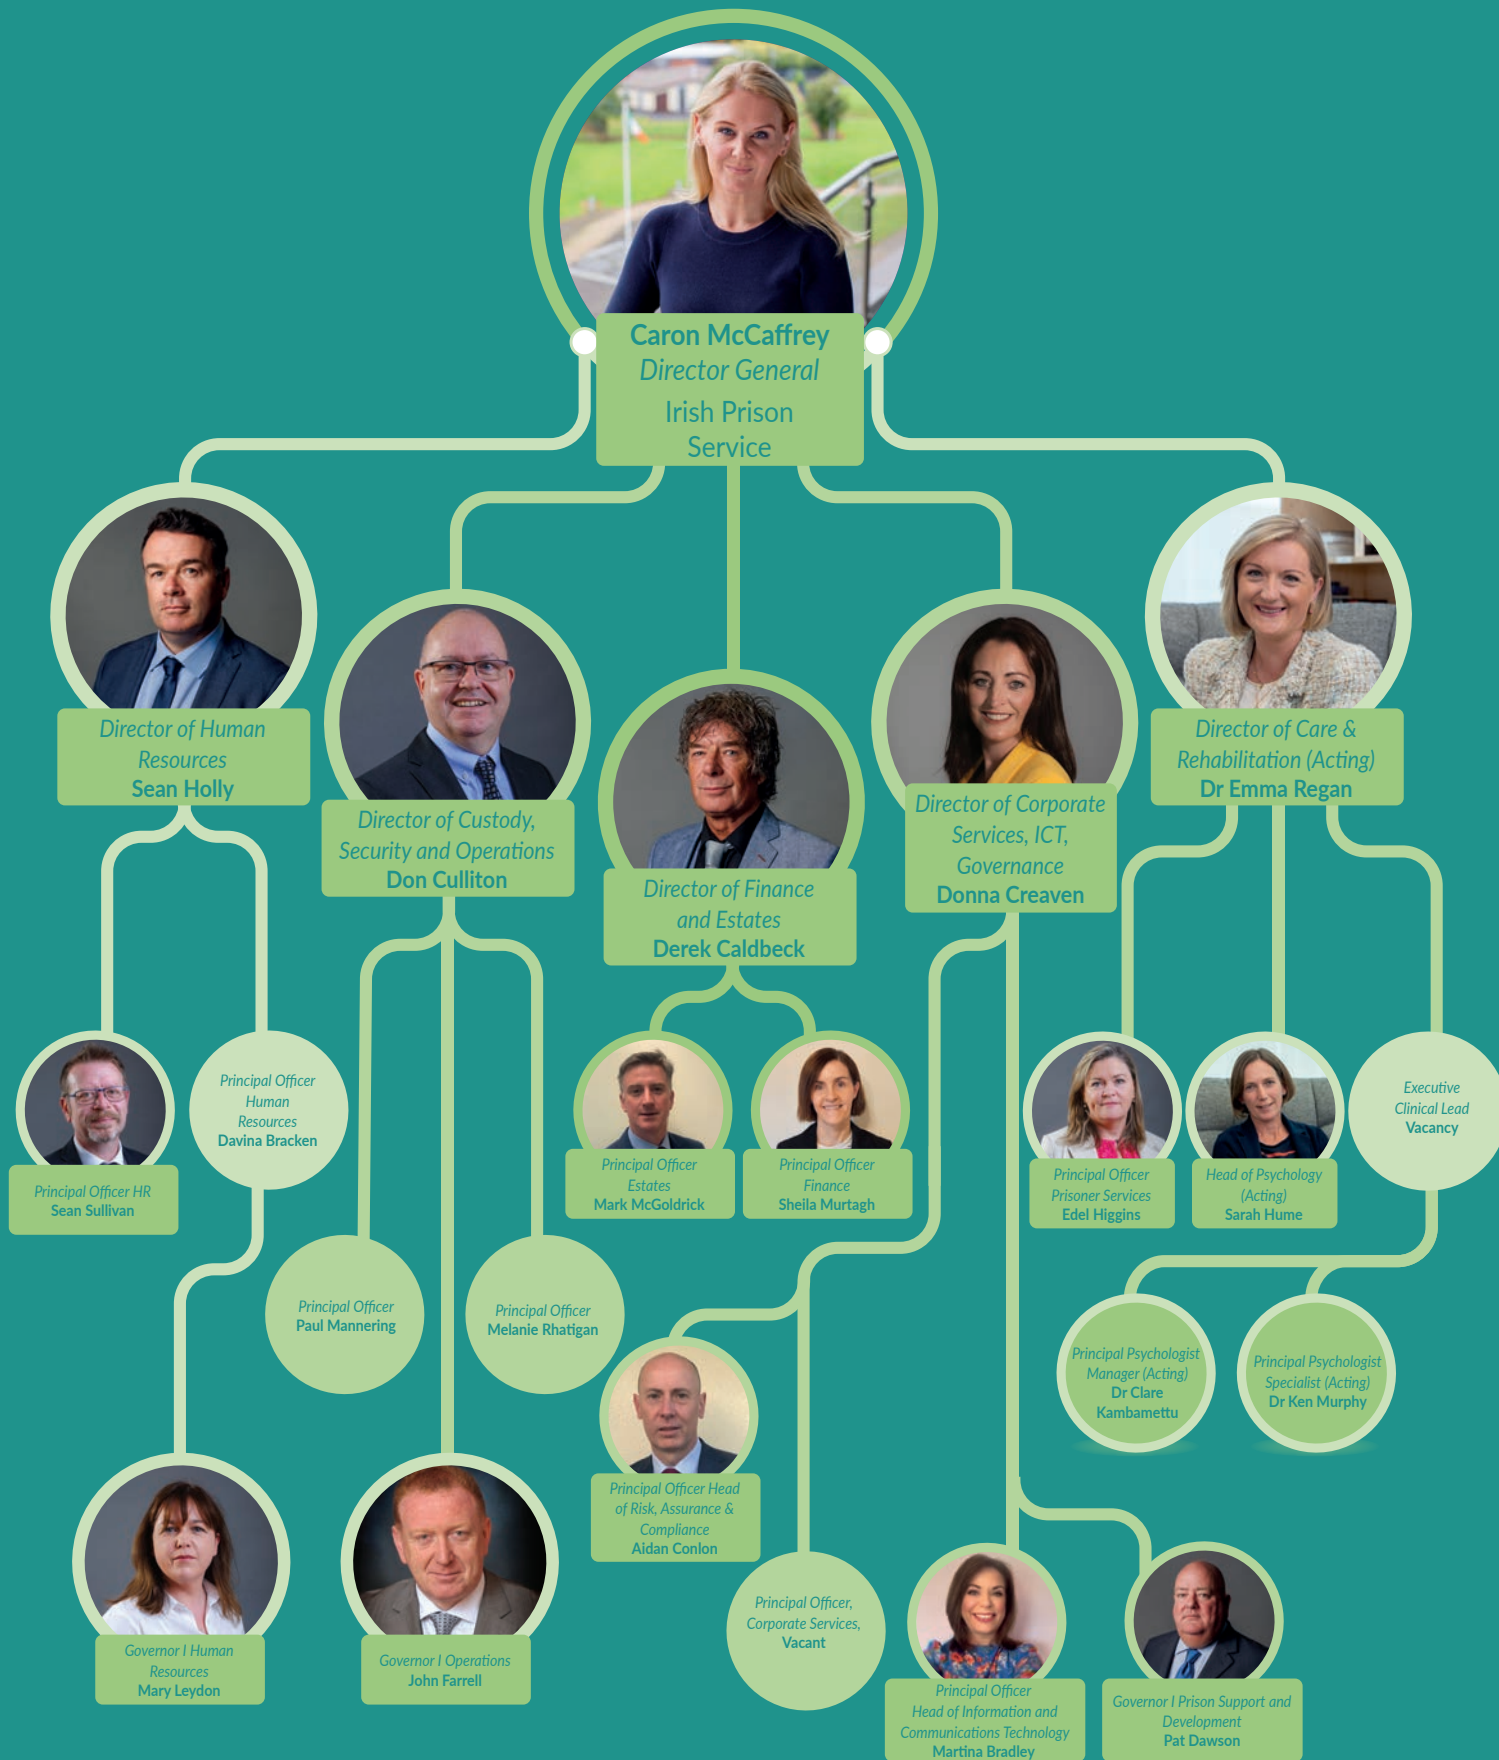 Caron McCaffrey
Director General
Irish Prison
Service
Director of Human
Resources
Sean Holly
Director of Custody,
Security and Operations
Don Culliton
Director of Finance
and Estates
Derek Caldbeck
Director of Corporate
Services, ICT,
Governance
Donna Creaven
Director of Care &
Rehabilitation (Acting)
Dr Emma Regan
Principal Officer HR
Sean Sullivan
Principal Officer
Human
Resources
Davina Bracken
Principal Officer
Estates
Mark McGoldrick
Principal Officer
Finance
Sheila Murtagh
Principal Officer
Prisoner Services
Edel Higgins
Head of Psychology
(Acting)
Sarah Hume
Executive
Clinical Lead
Vacancy
Principal Officer
Paul Mannering
Principal Officer
Melanie Rhatigan
Principal Psychologist
Manager (Acting)
Dr Clare
Kambamettu
Principal Psychologist
Specialist (Acting)
Dr Ken Murphy
Principal Officer Head
of Risk, Assurance &
Compliance
Aidan Conlon
Principal Officer,
Corporate Services,
Vacant
Governor I Human
Resources
Mary Leydon
Governor I Operations
John Farrell
Principal Officer
Head of Information and
Communications Technology
Martina Bradley
Governor I Prison Support and
Development
Pat Dawson